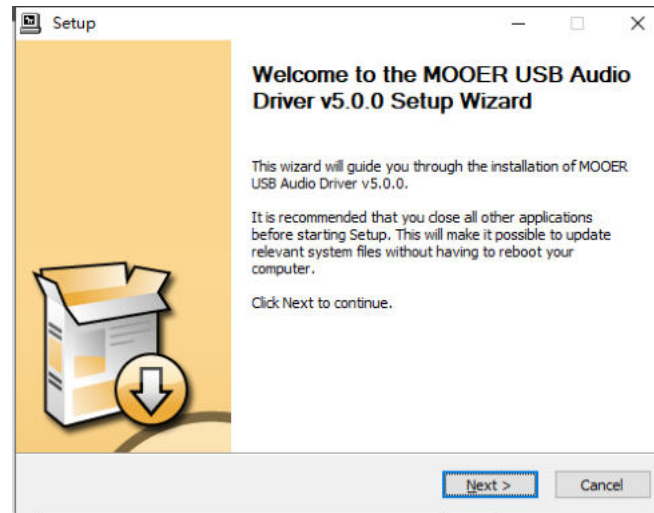 Setup
Welcome to the MOOER USB Audio
Driver v5.0.0 Setup Wizard
This wizard will guide you through the installation of MOOER
USB Audio Driver v5.0.0.
It is recommended that you close all other applications
before starting Setup. This will make it possible to update
relevant system files without having to reboot your
computer.
Click Next to continue.
Next >
Cancel